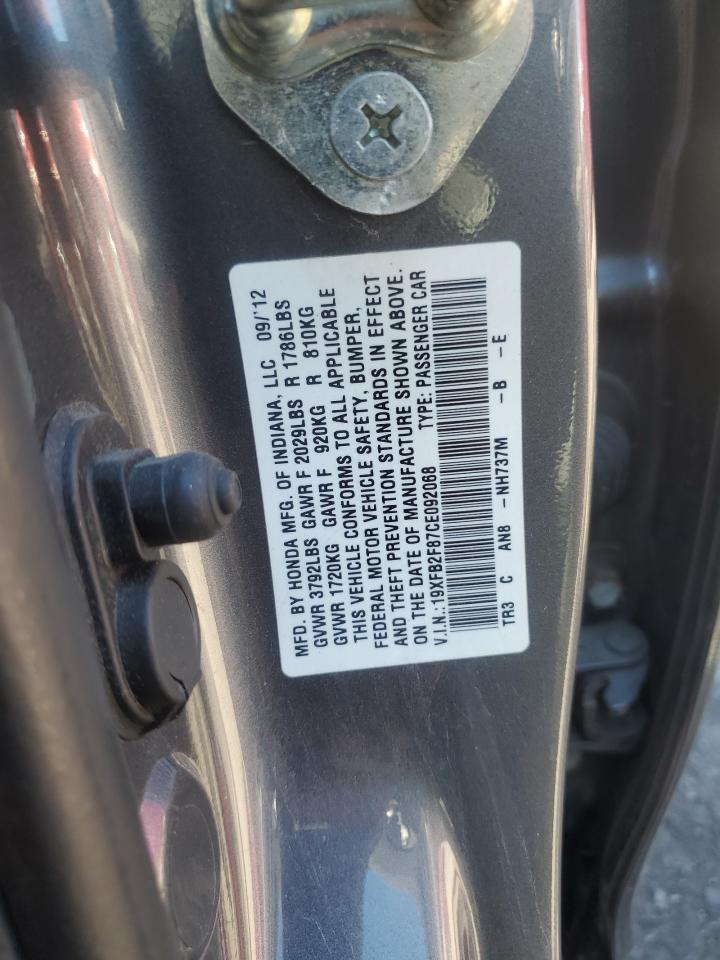 MFD. BY HONDA MFG. OF INDIANA, LLC 09/'12
GVWR 3792LBS GAWR F 2029LBS R 1786LBS
GVWR 1720KG GAWR F 920KG R 810KG
THIS VEHICLE CONFORMS TO ALL APPLICABLE
FEDERAL MOTOR VEHICLE SAFETY, BUMPER,
AND THEFT PREVENTION STANDARDS IN EFFECT
ON THE DATE OF MANUFACTURE SHOWN ABOVE.
V.I.N.:19XFB2F87CE092068 TYPE: PASSENGER CAR
TR3 C AN8 -NH737M -B -E